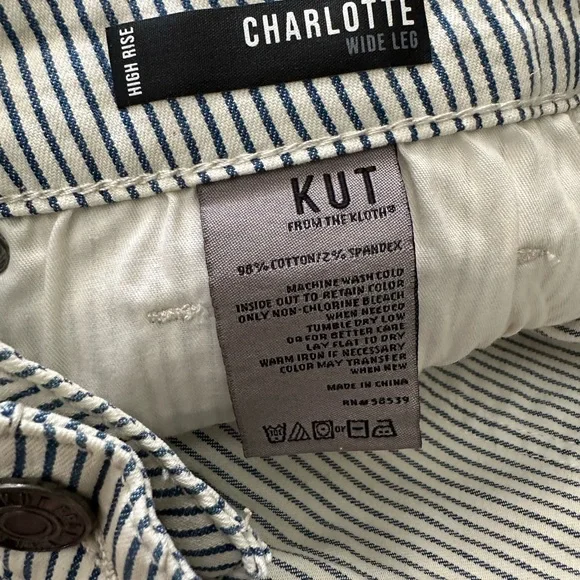 HIGH RISE
CHARLOTTE
WIDE LEG
KUT
FROM THE KLOTH®
98% COTTON/2% SPANDEX
MACHINE WASH COLD
INSIDE OUT TO RETAIN COLOR
ONLY NON-CHLORINE BLEACH
WHEN NEEDED
TUMBLE DRY LOW
OR FOR BETTER CARE
LAY FLAT TO DRY
WARM IRON IF NECESSARY
COLOR MAY TRANSFER
WHEN NEW
MADE IN CHINA
RN# 58539
or